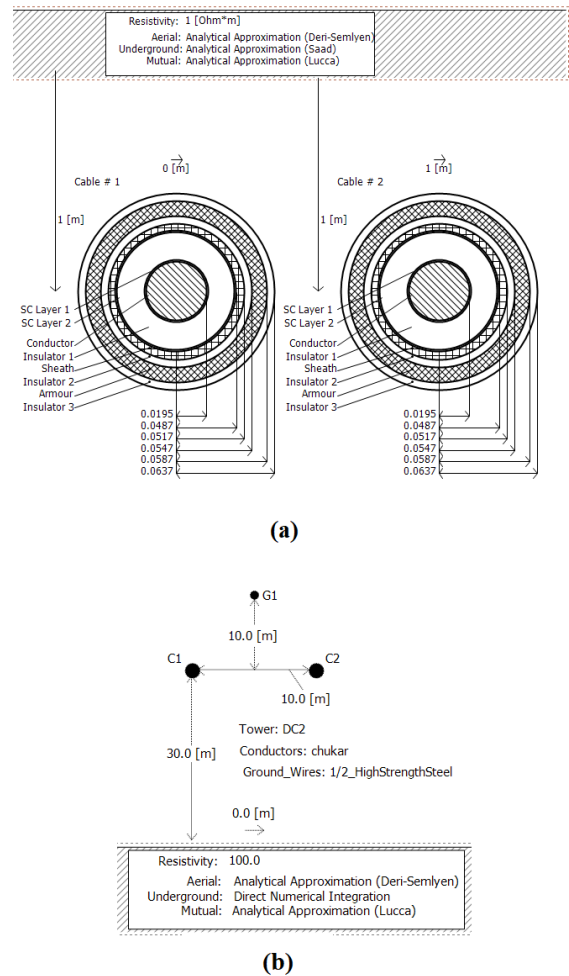 Resistivity: 1 [Ohm*m]
Aerial: Analytical Approximation (Deri-Semlyen)
Underground: Analytical Approximation (Saad)
Mutual: Analytical Approximation (Lucca)
0 [m]
1 [m]
Cable # 1
Cable # 2
1 [m]
1 [m]
SC Layer 1
SC Layer 2
Conductor
Insulator 1
Sheath
Insulator 2
Armour
Insulator 3
SC Layer 1
SC Layer 2
Conductor
Insulator 1
Sheath
Insulator 2
Armour
Insulator 3
0.0195
0.0487
0.0517
0.0547
0.0587
0.0637
0.0195
0.0487
0.0517
0.0547
0.0587
0.0637
(a)
G1
10.0 [m]
C1
C2
10.0 [m]
Tower: DC2
30.0 [m]
Conductors: chukar
Ground_Wires: 1/2_HighStrengthSteel
0.0 [m]
Resistivity: 100.0
Aerial: Analytical Approximation (Deri-Semlyen)
Underground: Direct Numerical Integration
Mutual: Analytical Approximation (Lucca)
(b)